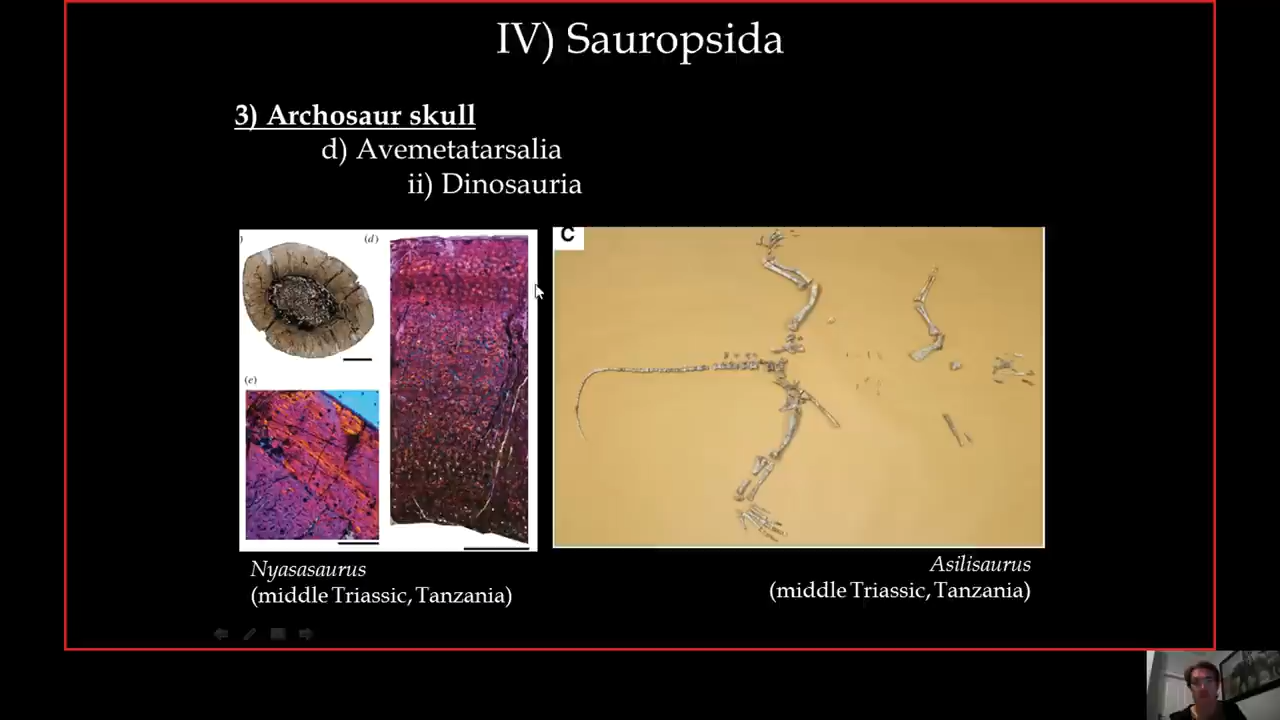 IV) Sauropsida
3) Archosaur skull
d) Avemetatarsalia
ii) Dinosauria
)
(d)
C
(e)
Nyasasaurus
(middle Triassic, Tanzania)
Asilisaurus
(middle Triassic, Tanzania)